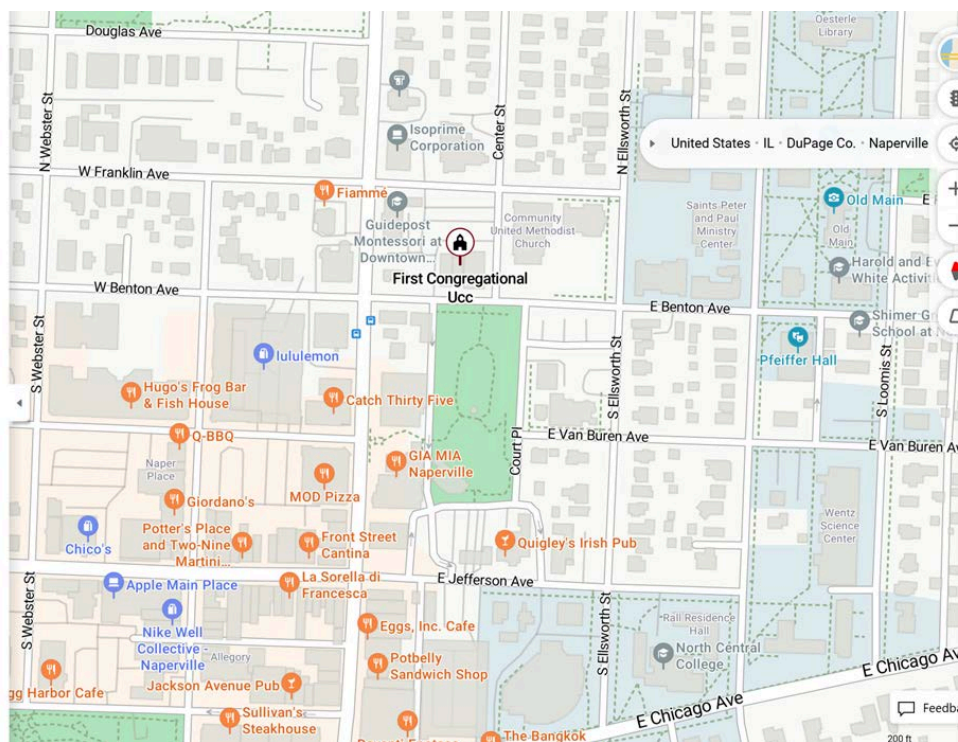 Douglas Ave
Oesterle
Library
N Webster St
Isoprime
Corporation
Center St
N Ellsworth St
United States · IL · DuPage Co. · Naperville
W Franklin Ave
Fiamme
Guidepost
Montessori at
Downtown...
Community
United Methodist
Church
Saints Peter
and Paul
Ministry
Center
Old Main
Old
Main
First Congregational
Ucc
Harold and E
White Activi
W Benton Ave
E Benton Ave
Shimer G
School at
S Webster St
lululemon
Pfeiffer Hall
S Ellsworth St
S Loomis St
Hugo's Frog Bar
& Fish House
Catch Thirty Five
Q-BBQ
Court Pl
E Van Buren Ave
E Van Buren Av
Naper
Place
GIA MIA
Naperville
MOD Pizza
Giordano's
Wentz
Science
Center
Chico's
Potter's Place
and Two-Nine
Martini...
Front Street
Cantina
Quigley's Irish Pub
S Webster St
Apple Main Place
La Sorella di
Francesca
E Jefferson Ave
S Ellsworth St
Nike Well
Collective -
Naperville
Eggs, Inc. Cafe
Rall Residence
Hall
North Central
College
Allegory
Potbelly
Sandwich Shop
E Chicago Av
gg Harbor Cafe
Jackson Avenue Pub
E Chicago Ave
Sullivan's
Steakhouse
Feedba
The Bangkok
200 ft